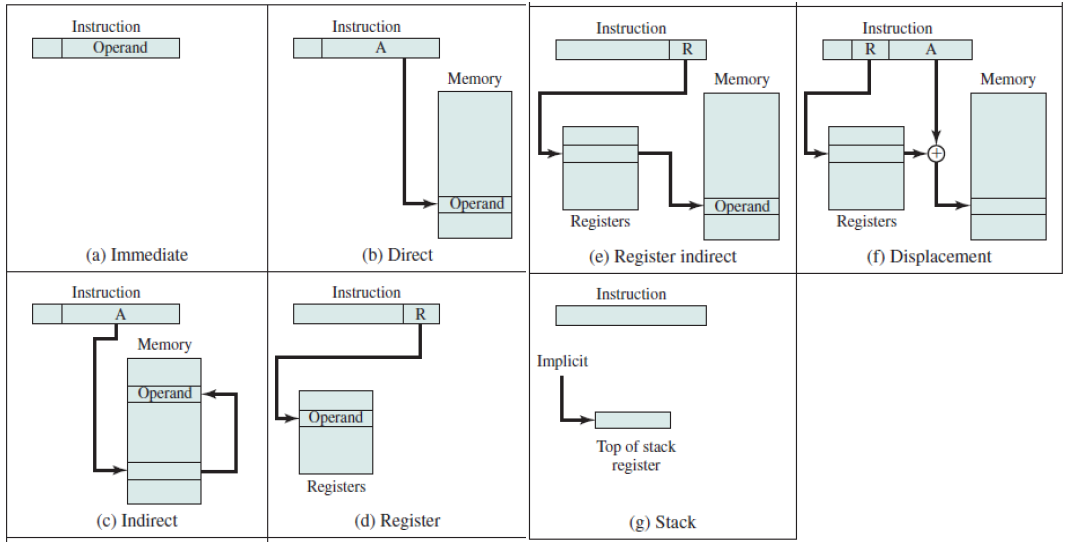 Instruction
Operand
(a) Immediate
Instruction
A
Memory
Operand
(b) Direct
Instruction
R
Memory
Operand
Registers
(e) Register indirect
Instruction
R A
Memory
+
Registers
(f) Displacement
Instruction
A
Memory
Operand
(c) Indirect
Instruction
R
Operand
Registers
(d) Register
Instruction
Implicit
Top of stack
register
(g) Stack